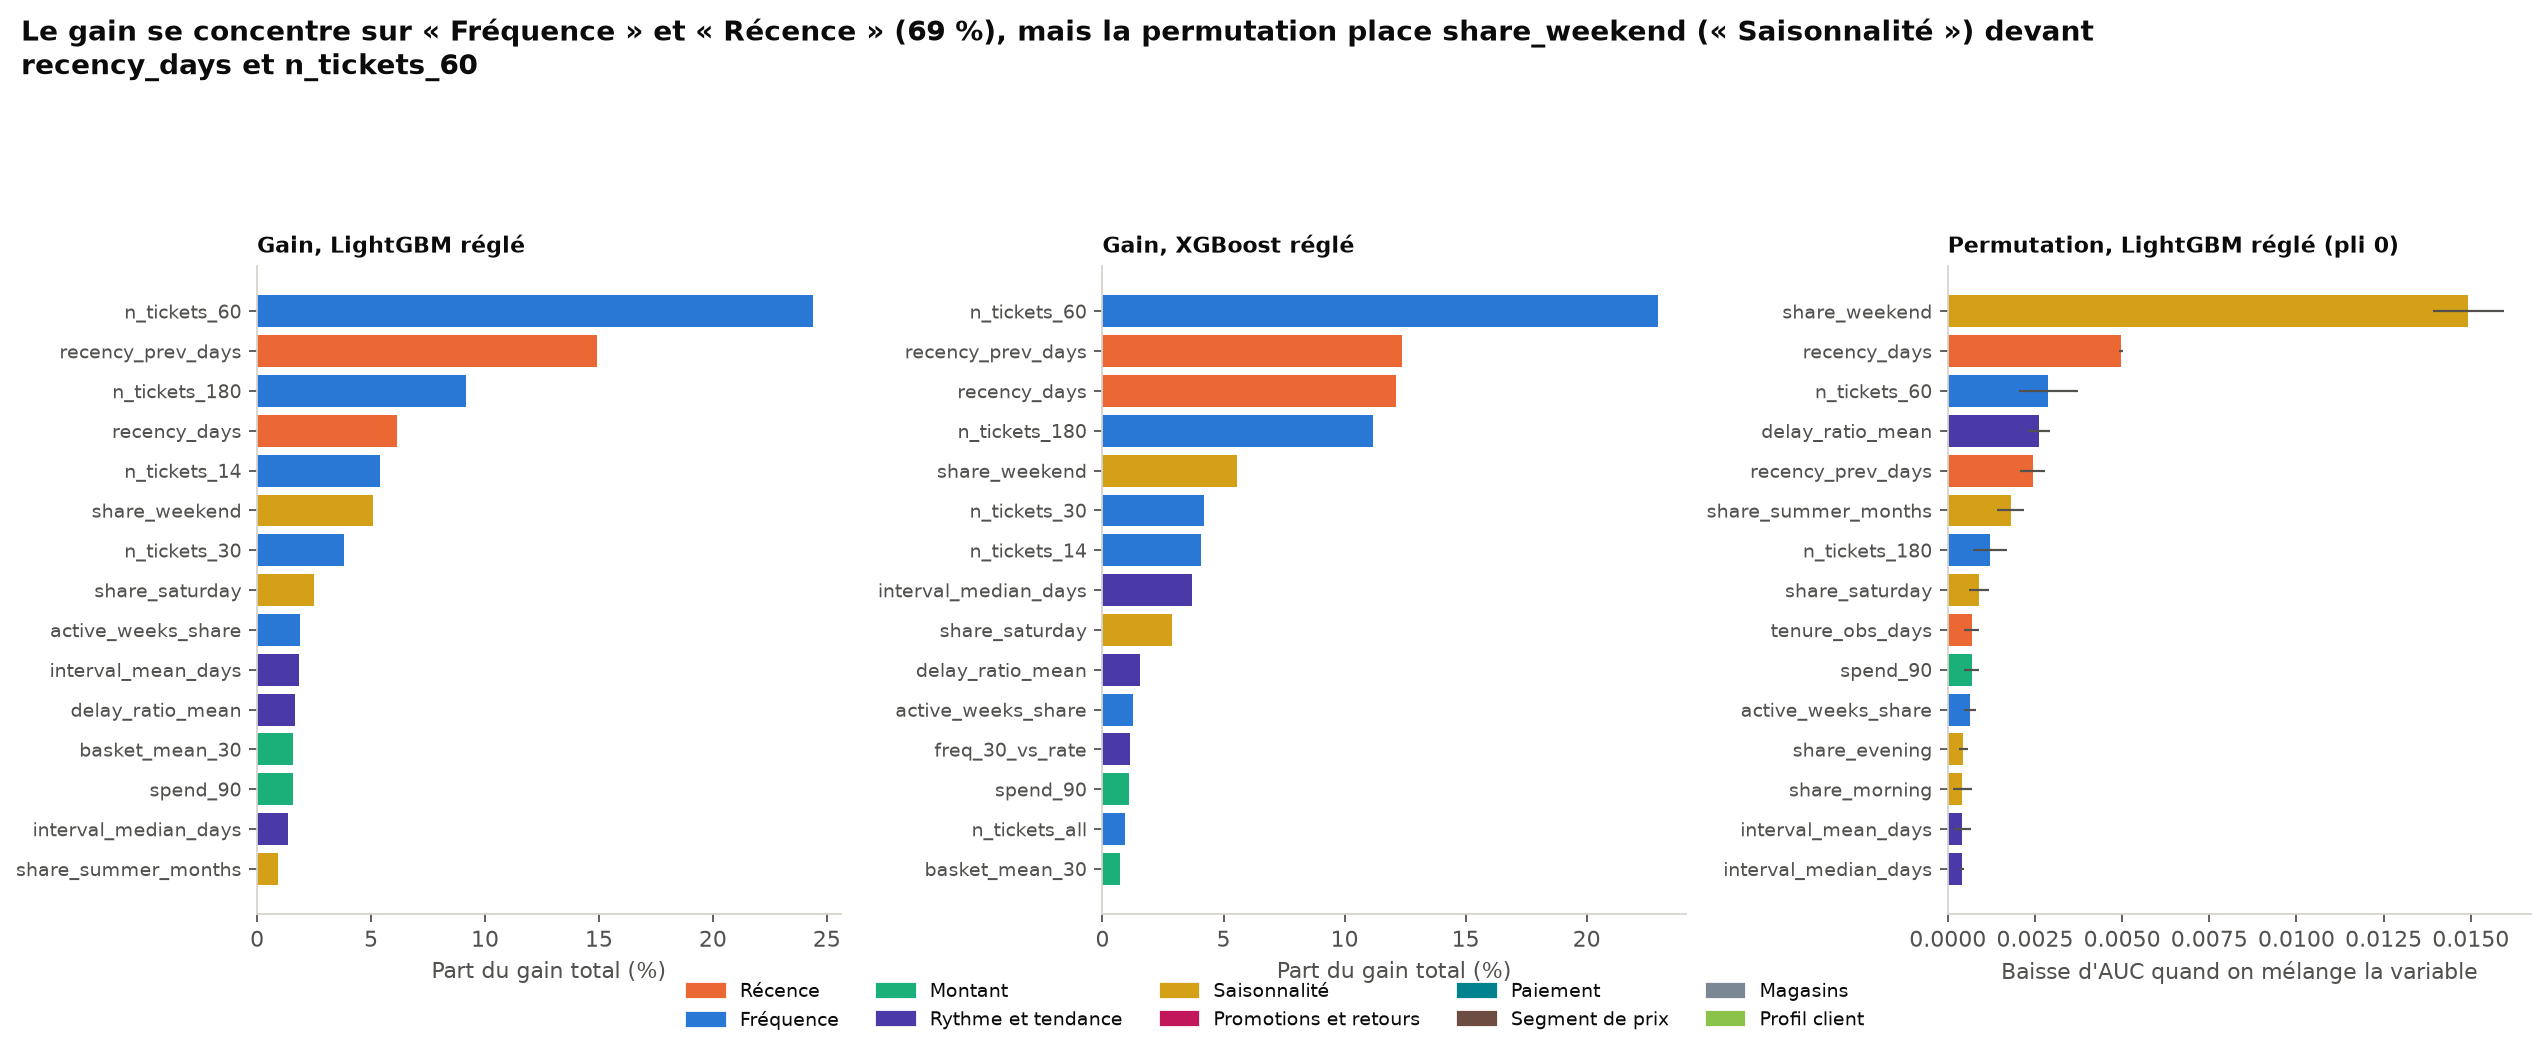 Le gain se concentre sur « Fréquence » et « Récence » (69 %), mais la permutation place share_weekend (« Saisonnalité ») devant
recency_days et n_tickets_60
Gain, LightGBM réglé
n_tickets_60
recency_prev_days
n_tickets_180
recency_days
n_tickets_14
share_weekend
n_tickets_30
share_saturday
active_weeks_share
interval_mean_days
delay_ratio_mean
basket_mean_30
spend_90
interval_median_days
share_summer_months
0 5 10 15 20 25
Part du gain total (%)
Gain, XGBoost réglé
n_tickets_60
recency_prev_days
recency_days
n_tickets_180
share_weekend
n_tickets_30
n_tickets_14
interval_median_days
share_saturday
delay_ratio_mean
active_weeks_share
freq_30_vs_rate
spend_90
n_tickets_all
basket_mean_30
0 5 10 15 20
Part du gain total (%)
Permutation, LightGBM réglé (pli 0)
share_weekend
recency_days
n_tickets_60
delay_ratio_mean
recency_prev_days
share_summer_months
n_tickets_180
share_saturday
tenure_obs_days
spend_90
active_weeks_share
share_evening
share_morning
interval_mean_days
interval_median_days
0.0000 0.0025 0.0050 0.0075 0.0100 0.0125 0.0150
Baisse d'AUC quand on mélange la variable
Récence Montant Saisonnalité Paiement Magasins
Fréquence Rythme et tendance Promotions et retours Segment de prix Profil client